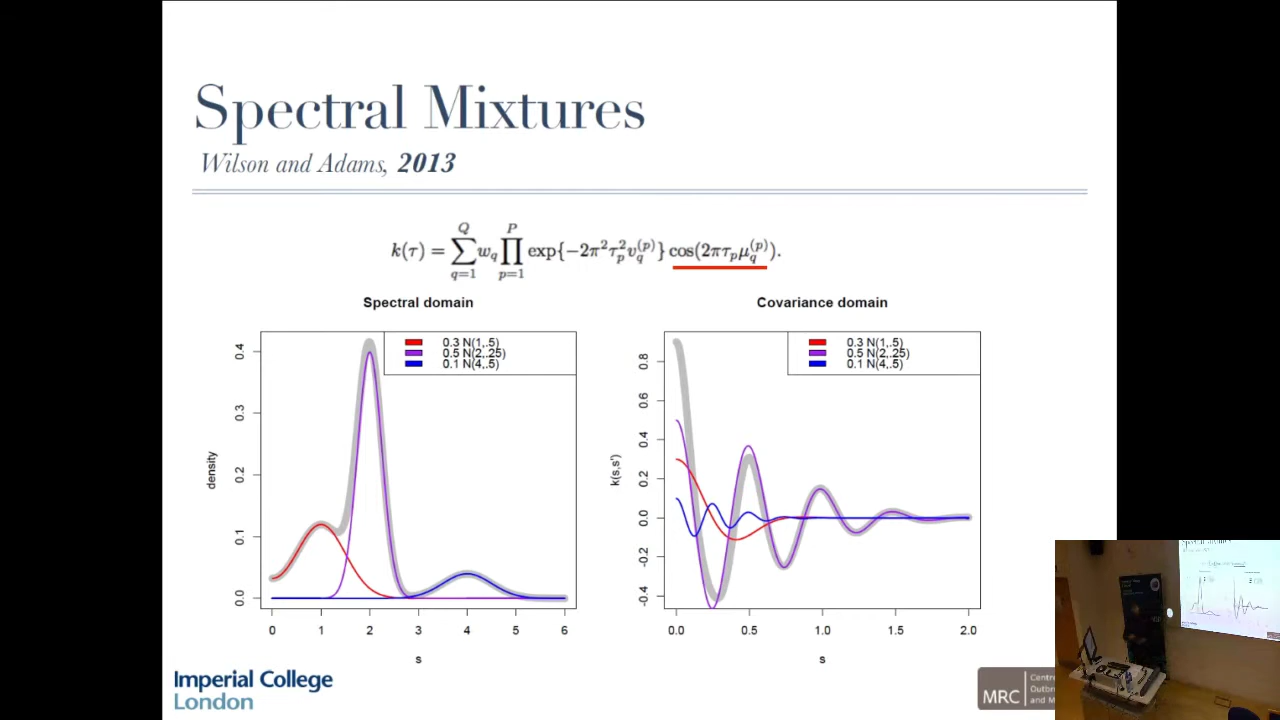 Spectral Mixtures
Wilson and Adams, 2013
k(τ) = ∑_{q=1}^{Q} w_q ∏_{p=1}^{P} exp{−2π²τ_p²v_q^{(p)}} cos(2πτ_pμ_q^{(p)}).
Spectral domain
0.3 N(1,.5)
0.5 N(2,.25)
0.1 N(4,.5)
density
0.0
0.1
0.2
0.3
0.4
0
1
2
3
4
5
6
s
Covariance domain
0.3 N(1,.5)
0.5 N(2,.25)
0.1 N(4,.5)
k(s,s')
-0.4
-0.2
0.0
0.2
0.4
0.6
0.8
0.0
0.5
1.0
1.5
2.0
s
Imperial College
London
MRC
Centre
Outbr
and M